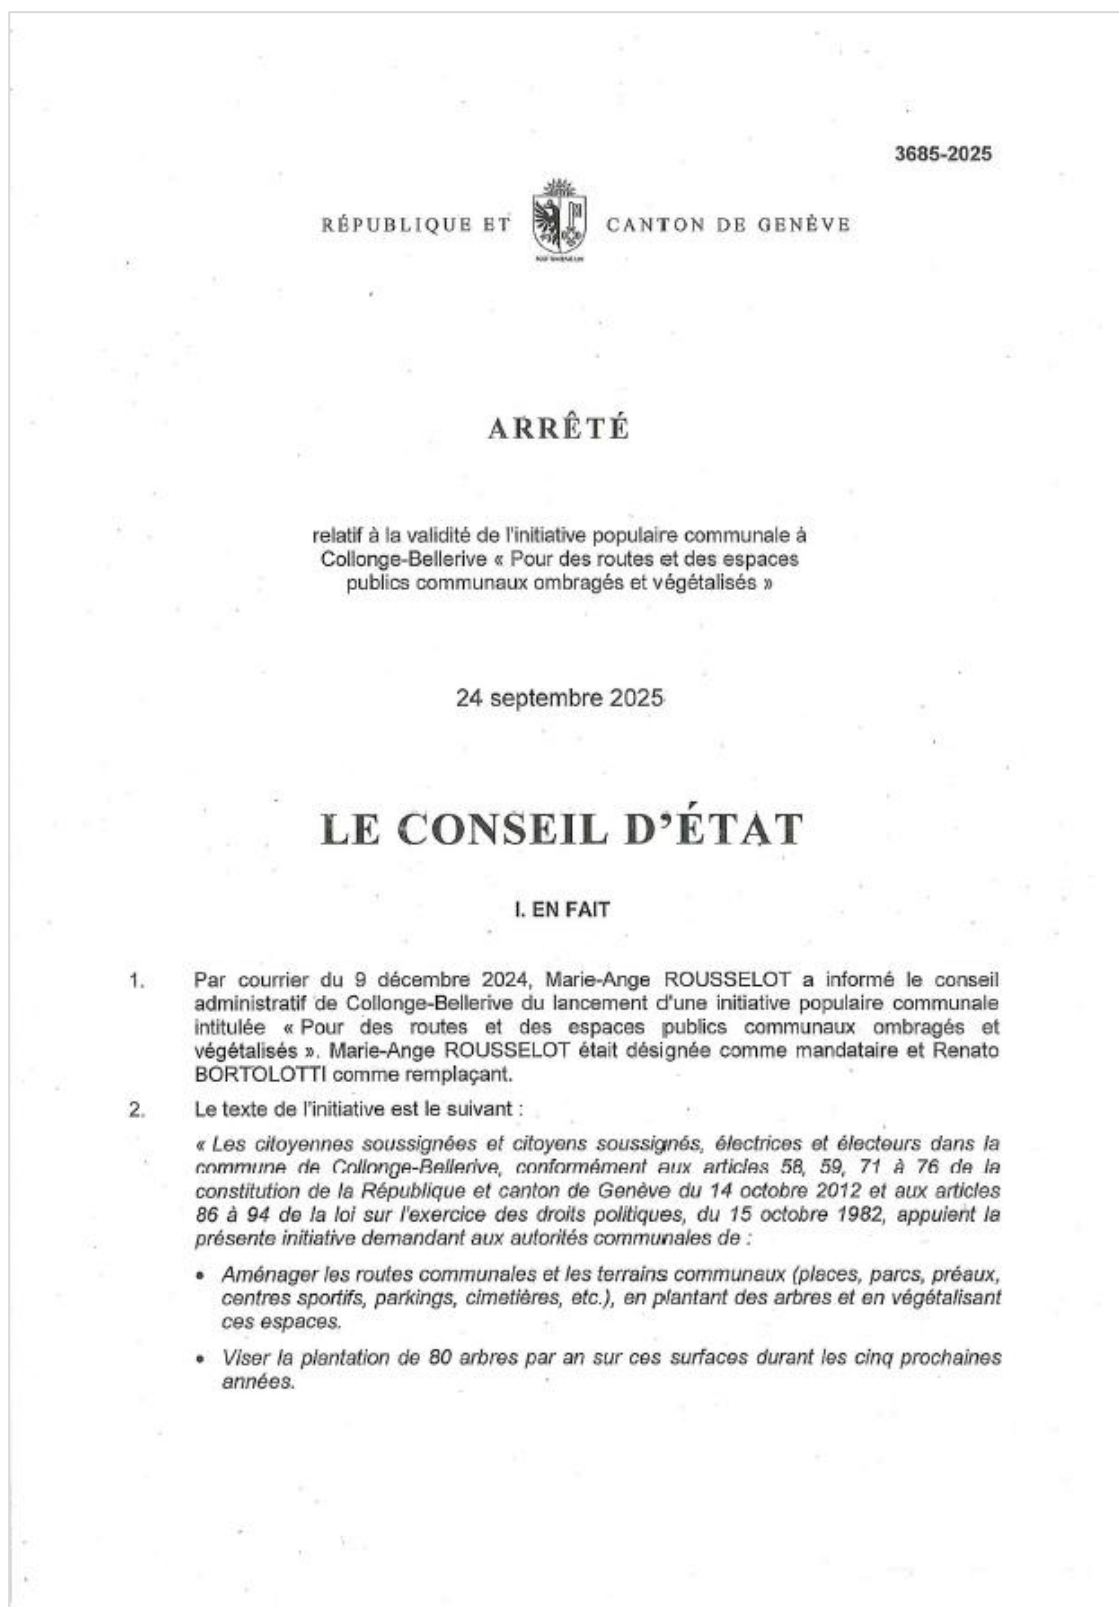 3685-2025
RÉPUBLIQUE ET CANTON DE GENÈVE
ARRÊTÉ
relatif à la validité de l'initiative populaire communale à
Collonge-Bellerive « Pour des routes et des espaces
publics communaux ombragés et végétalisés »
24 septembre 2025
LE CONSEIL D'ÉTAT
I. EN FAIT
1. Par courrier du 9 décembre 2024, Marie-Ange ROUSSELOT a informé le conseil
administratif de Collonge-Bellerive du lancement d'une initiative populaire communale
intitulée « Pour des routes et des espaces publics communaux ombragés et
végétalisés ». Marie-Ange ROUSSELOT était désignée comme mandataire et Renato
BORTOLOTTI comme remplaçant.
2. Le texte de l'initiative est le suivant :
« Les citoyennes soussignées et citoyens soussignés, électrices et électeurs dans la
commune de Collonge-Bellerive, conformément aux articles 58, 59, 71 à 76 de la
constitution de la République et canton de Genève du 14 octobre 2012 et aux articles
86 à 94 de la loi sur l'exercice des droits politiques, du 15 octobre 1982, appuient la
présente initiative demandant aux autorités communales de :
• Aménager les routes communales et les terrains communaux (places, parcs, préaux,
centres sportifs, parkings, cimetières, etc.), en plantant des arbres et en végétalisant
ces espaces.
• Viser la plantation de 80 arbres par an sur ces surfaces durant les cinq prochaines
années.